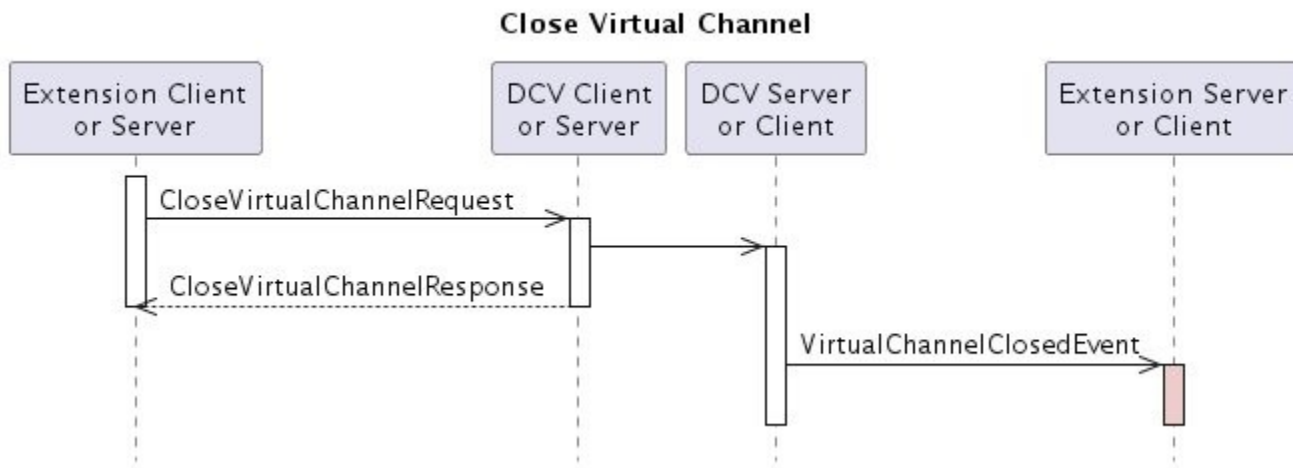 Close Virtual Channel
Extension Client
or Server
DCV Client
or Server
DCV Server
or Client
Extension Server
or Client
CloseVirtualChannelRequest
CloseVirtualChannelResponse
VirtualChannelClosedEvent